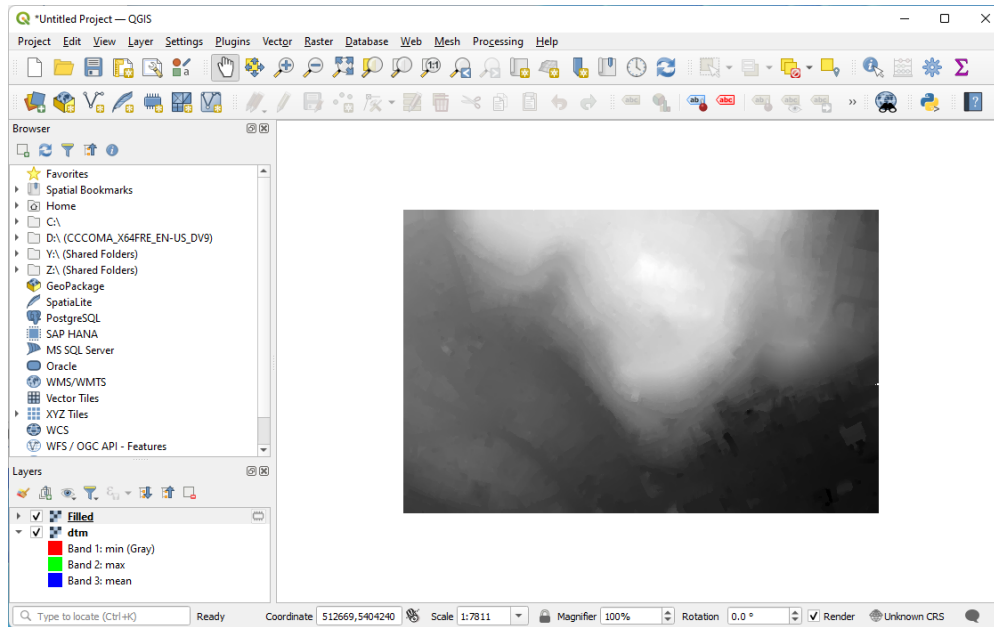 *Untitled Project — QGIS
Project Edit View Layer Settings Plugins Vector Raster Database Web Mesh Processing Help
Browser
Favorites
Spatial Bookmarks
Home
C:\
D:\ (CCCOMA_X64FRE_EN-US_DV9)
Y:\ (Shared Folders)
Z:\ (Shared Folders)
GeoPackage
SpatiaLite
PostgreSQL
SAP HANA
MS SQL Server
Oracle
WMS/WMTS
Vector Tiles
XYZ Tiles
WCS
WFS / OGC API - Features
Layers
Filled
dtm
Band 1: min (Gray)
Band 2: max
Band 3: mean
Type to locate (Ctrl+K) Ready Coordinate 512669,5404240 Scale 1:7811 Magnifier 100% Rotation 0.0 ° Render Unknown CRS